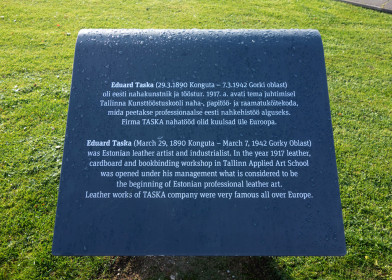 Eduard Taska (29.3.1890 Konguta – 7.3.1942 Gorki oblast)
oli eesti nahakunstnik ja tööstur. 1917. a. avati tema juhtimisel
Tallinna Kunsttööstuskoolil naha-, papitöö- ja raamatuköitekoda,
mida peetakse professionaalse eesti nahkehistöö alguseks.
Firma TASKA nahatööd olid kuulsad üle Euroopa.
Eduard Taska (March 29, 1890 Konguta – March 7, 1942 Gorky Oblast)
was Estonian leather artist and industrialist. In the year 1917 leather,
cardboard and bookbinding workshop in Tallinn Applied Art School
was opened under his management what is considered to be
the beginning of Estonian professional leather art.
Leather works of TASKA company were very famous all over Europe.